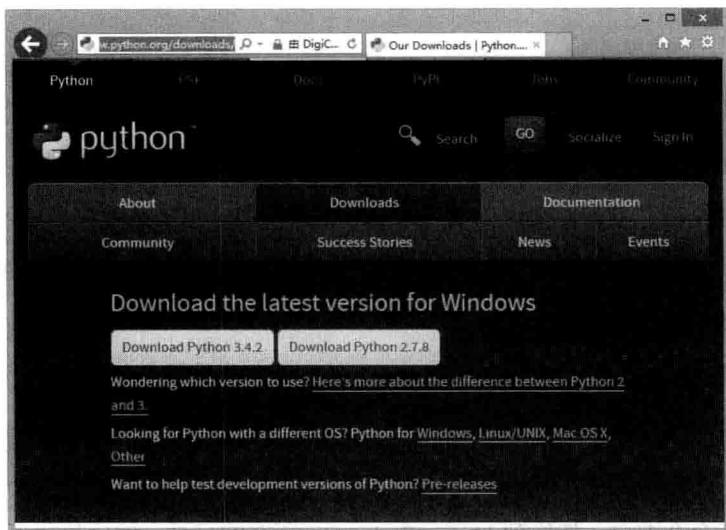 w.python.org/downloads/ DigiC... Our Downloads | Python....
Python PSF Docs PyPI Jobs Community
python Search GO Socialize Sign In
About Downloads Documentation
Community Success Stories News Events
Download the latest version for Windows
Download Python 3.4.2 Download Python 2.7.8
Wondering which version to use? Here's more about the difference between Python 2
and 3.
Looking for Python with a different OS? Python for Windows, Linux/UNIX, Mac OS X,
Other
Want to help test development versions of Python? Pre-releases